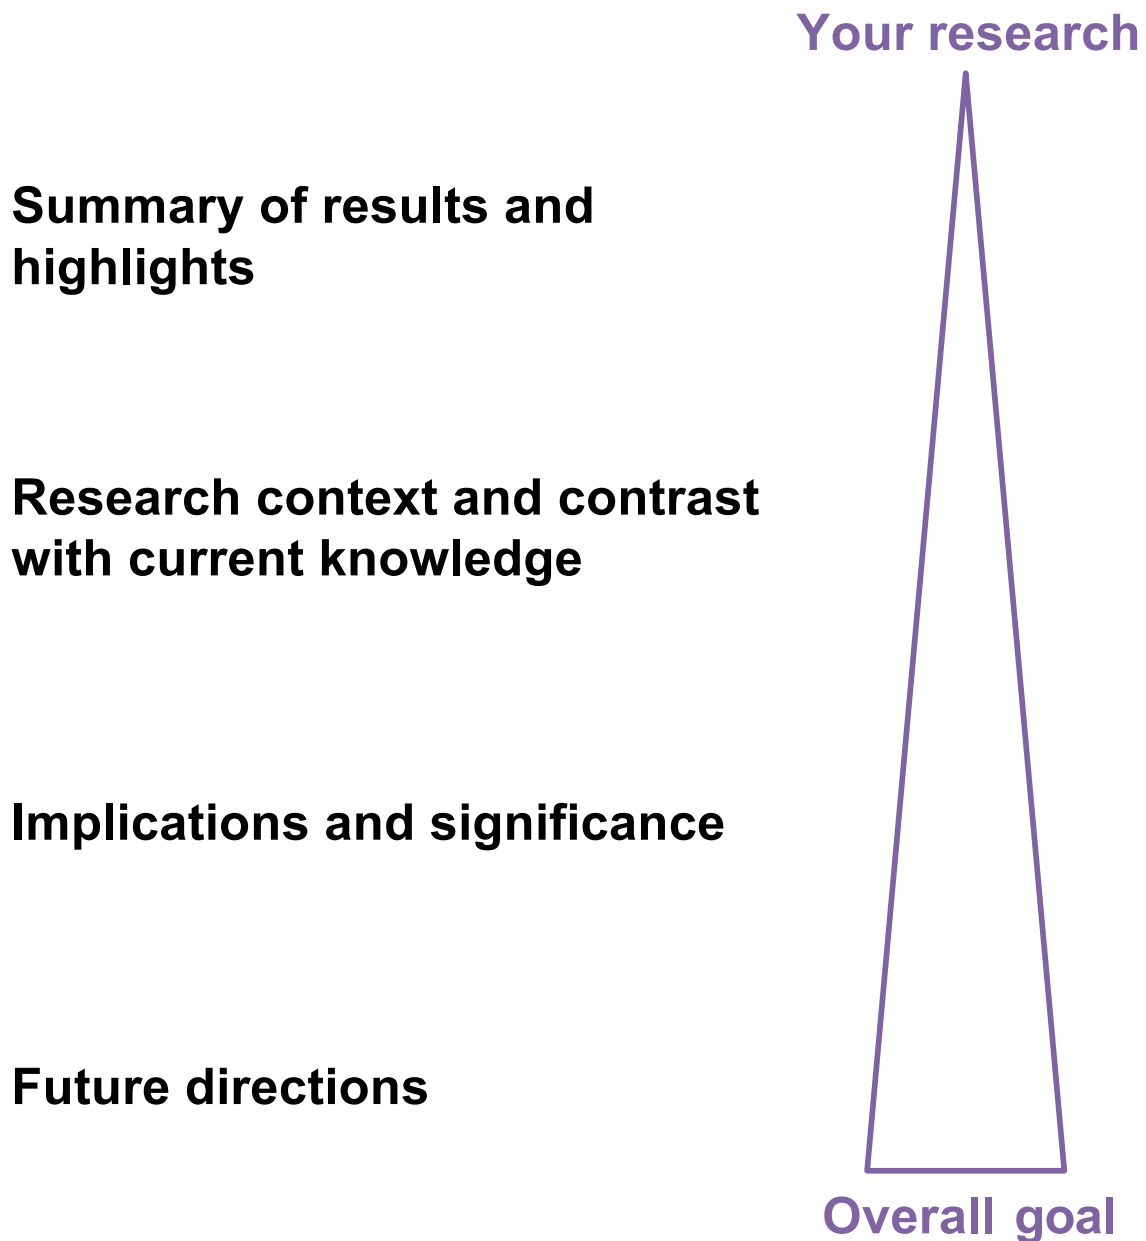 Your research
Summary of results and
highlights
Research context and contrast
with current knowledge
Implications and significance
Future directions
Overall goal